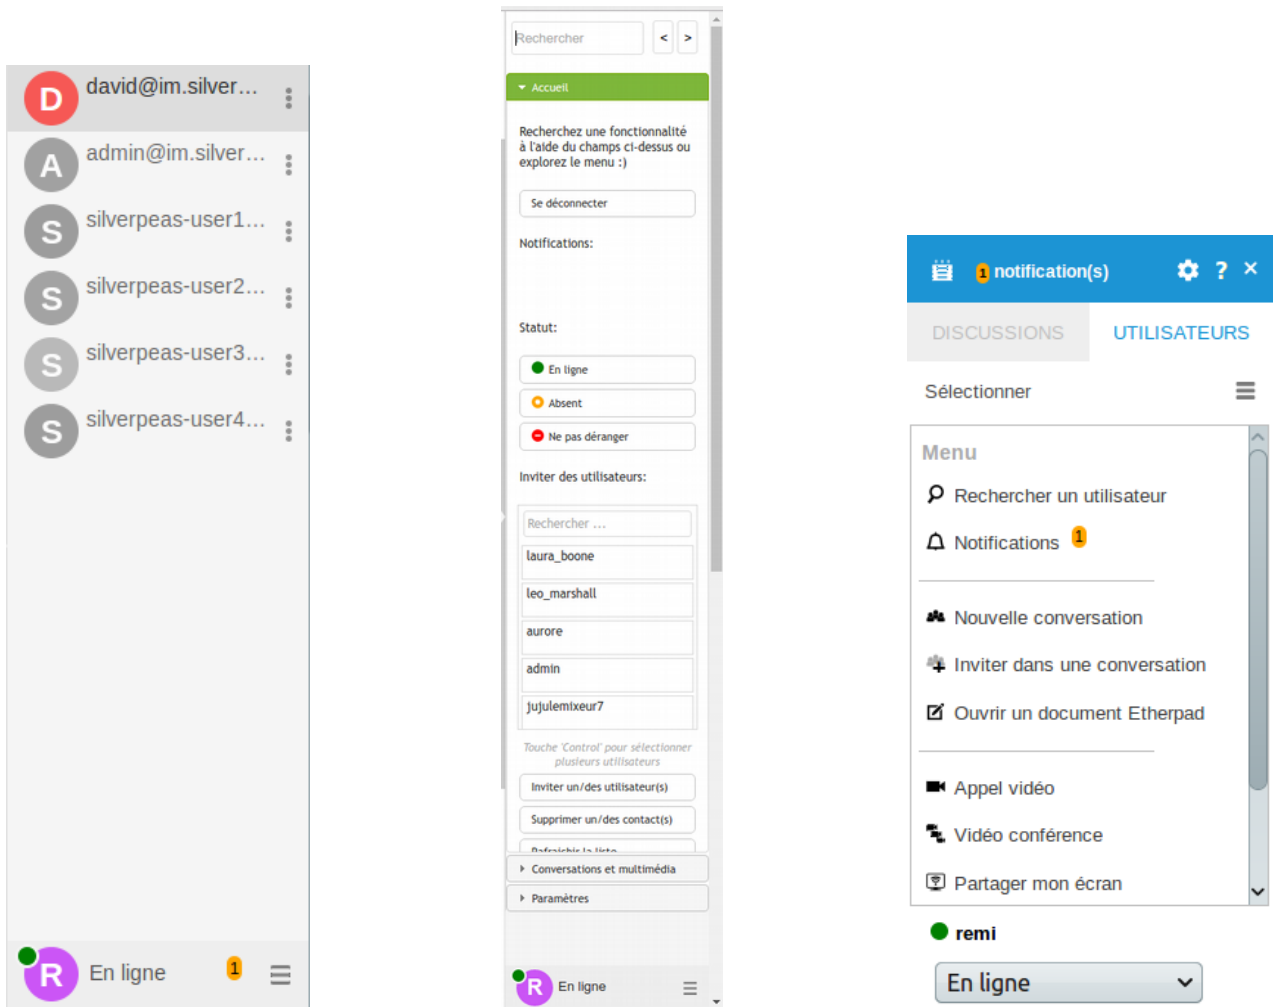 D
david@im.silver...
A
admin@im.silver...
S
silverpeas-user1...
S
silverpeas-user2...
S
silverpeas-user3...
S
silverpeas-user4...
R
En ligne
1
Rechercher
<
>
Accueil
Recherchez une fonctionnalité
à l'aide du champs ci-dessus ou
explorez le menu :)
Se déconnecter
Notifications:
Statut:
En ligne
Absent
Ne pas déranger
Inviter des utilisateurs:
Rechercher ...
laura_boone
leo_marshall
aurore
admin
jujulemixeur7
Touche 'Control' pour sélectionner
plusieurs utilisateurs
Inviter un/des utilisateur(s)
Supprimer un/des contact(s)
Rafraichir la liste
Conversations et multimédia
Paramètres
R
En ligne
1 notification(s)
? ×
DISCUSSIONS
UTILISATEURS
Sélectionner
Menu
Rechercher un utilisateur
Notifications 1
Nouvelle conversation
Inviter dans une conversation
Ouvrir un document Etherpad
Appel vidéo
Vidéo conférence
Partager mon écran
remi
En ligne